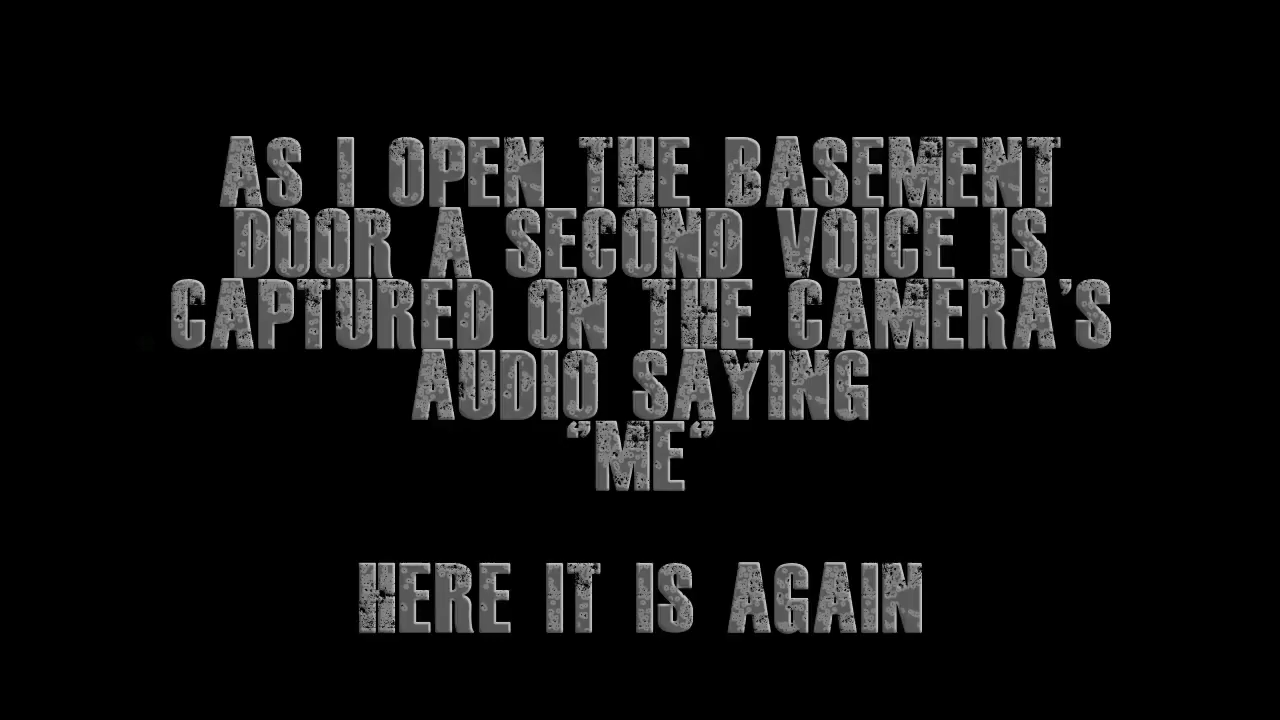 AS I OPEN THE BASEMENT
DOOR A SECOND VOICE IS
CAPTURED ON THE CAMERA'S
AUDIO SAYING
"ME"
HERE IT IS AGAIN